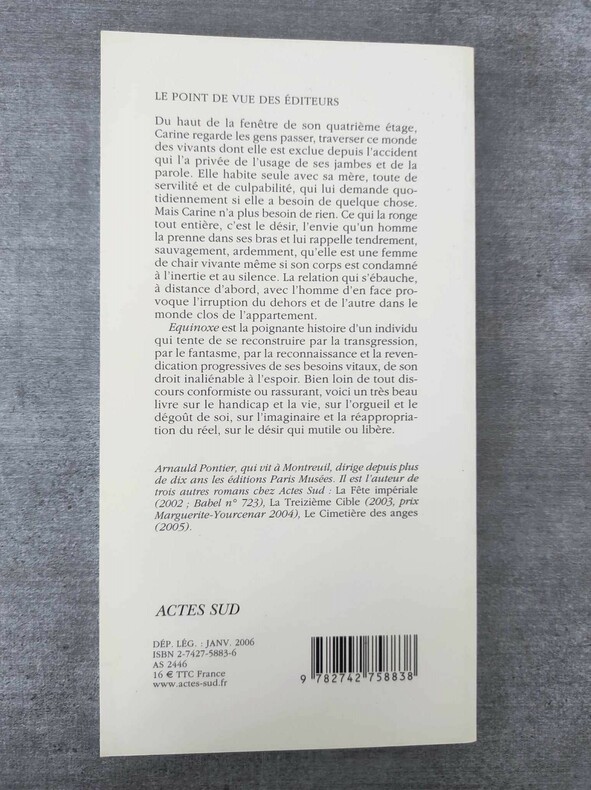 LE POINT DE VUE DES ÉDITEURS
Du haut de la fenêtre de son quatrième étage,
Carine regarde les gens passer, traverser ce monde
des vivants dont elle est exclue depuis l'accident
qui l'a privée de l'usage de ses jambes et de la
parole. Elle habite seule avec sa mère, toute de
servilité et de culpabilité, qui lui demande quo-
tidiennement si elle a besoin de quelque chose.
Mais Carine n'a plus besoin de rien. Ce qui la ronge
tout entière, c'est le désir, l'envie qu'un homme
la prenne dans ses bras et lui rappelle tendrement,
sauvagement, ardemment, qu'elle est une femme
de chair vivante même si son corps est condamné
à l'inertie et au silence. La relation qui s'ébauche,
à distance d'abord, avec l'homme d'en face pro-
voque l'irruption du dehors et de l'autre dans le
monde clos de l'appartement.
Equinoxe est la poignante histoire d'un individu
qui tente de se reconstruire par la transgression,
par le fantasme, par la reconnaissance et la reven-
dication progressives de ses besoins vitaux, de son
droit inaliénable à l'espoir. Bien loin de tout dis-
cours conformiste ou rassurant, voici un très beau
livre sur le handicap et la vie, sur l'orgueil et le
dégoût de soi, sur l'imaginaire et la réappropria-
tion du réel, sur le désir qui mutile ou libère.
Arnauld Pontier, qui vit à Montreuil, dirige depuis plus
de dix ans les éditions Paris Musées. Il est l'auteur de
trois autres romans chez Actes Sud : La Fête impériale
(2002 ; Babel n° 723), La Treizième Cible (2003, prix
Marguerite-Yourcenar 2004), Le Cimetière des anges
(2005).
ACTES SUD
DÉP. LÉG. : JANV. 2006
ISBN 2-7427-5883-6
AS 2446
16 € TTC France
www.actes-sud.fr
9 782742 758838